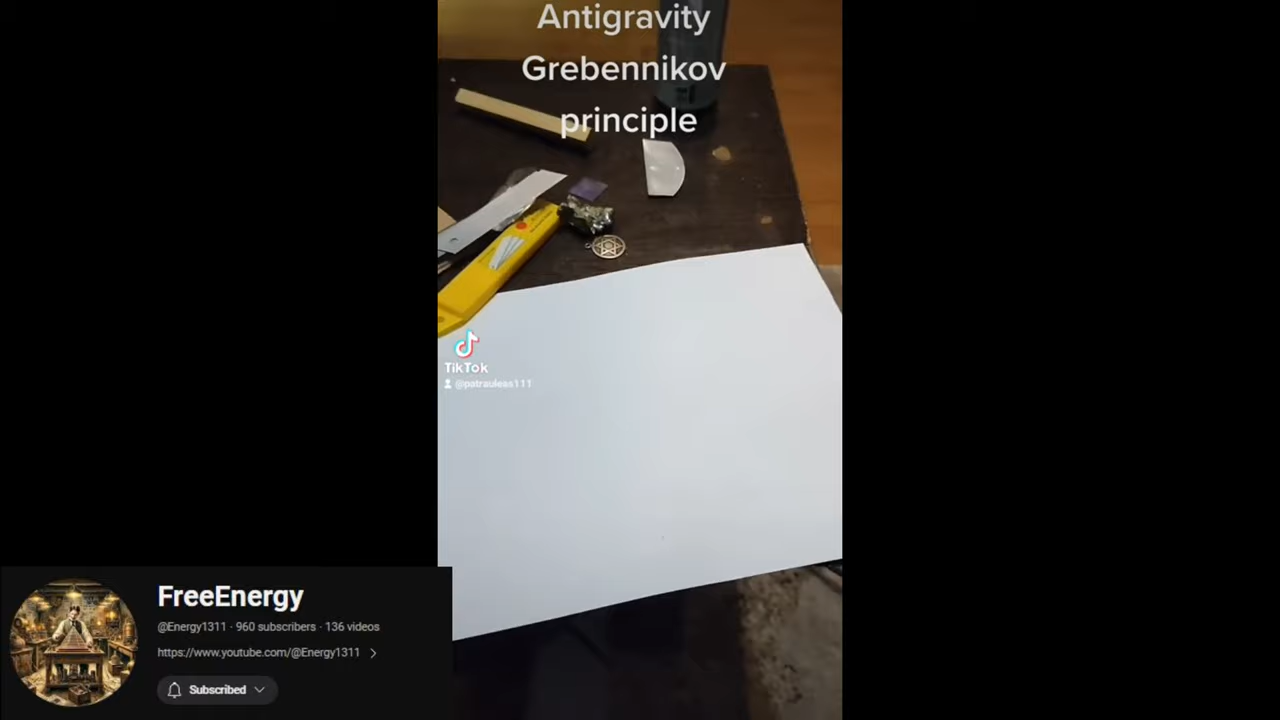 Antigravity
Grebennikov
principle
TikTok
@patrauleas111
FreeEnergy
@Energy1311 · 960 subscribers · 136 videos
https://www.youtube.com/@Energy1311
Subscribed